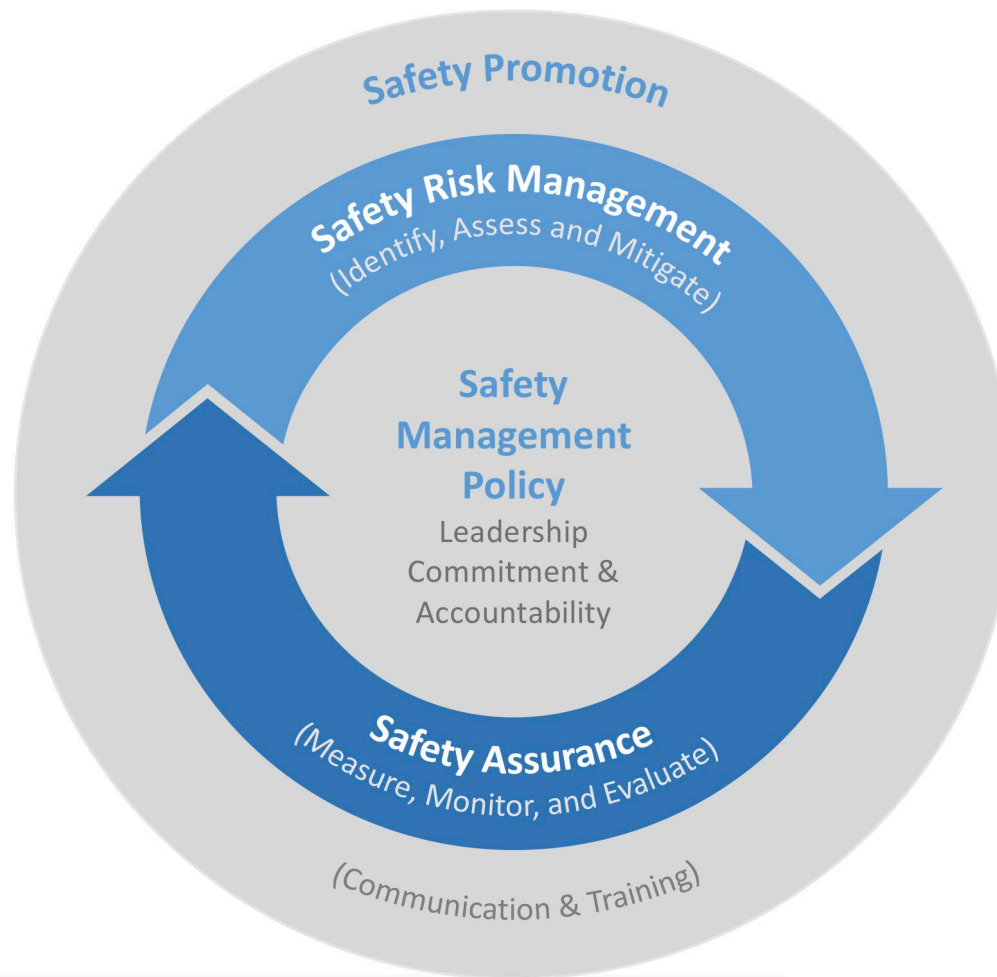 Safety Promotion
Safety Risk Management
(Identify, Assess and Mitigate)
Safety
Management
Policy
Leadership
Commitment &
Accountability
Safety Assurance
(Measure, Monitor, and Evaluate)
(Communication & Training)